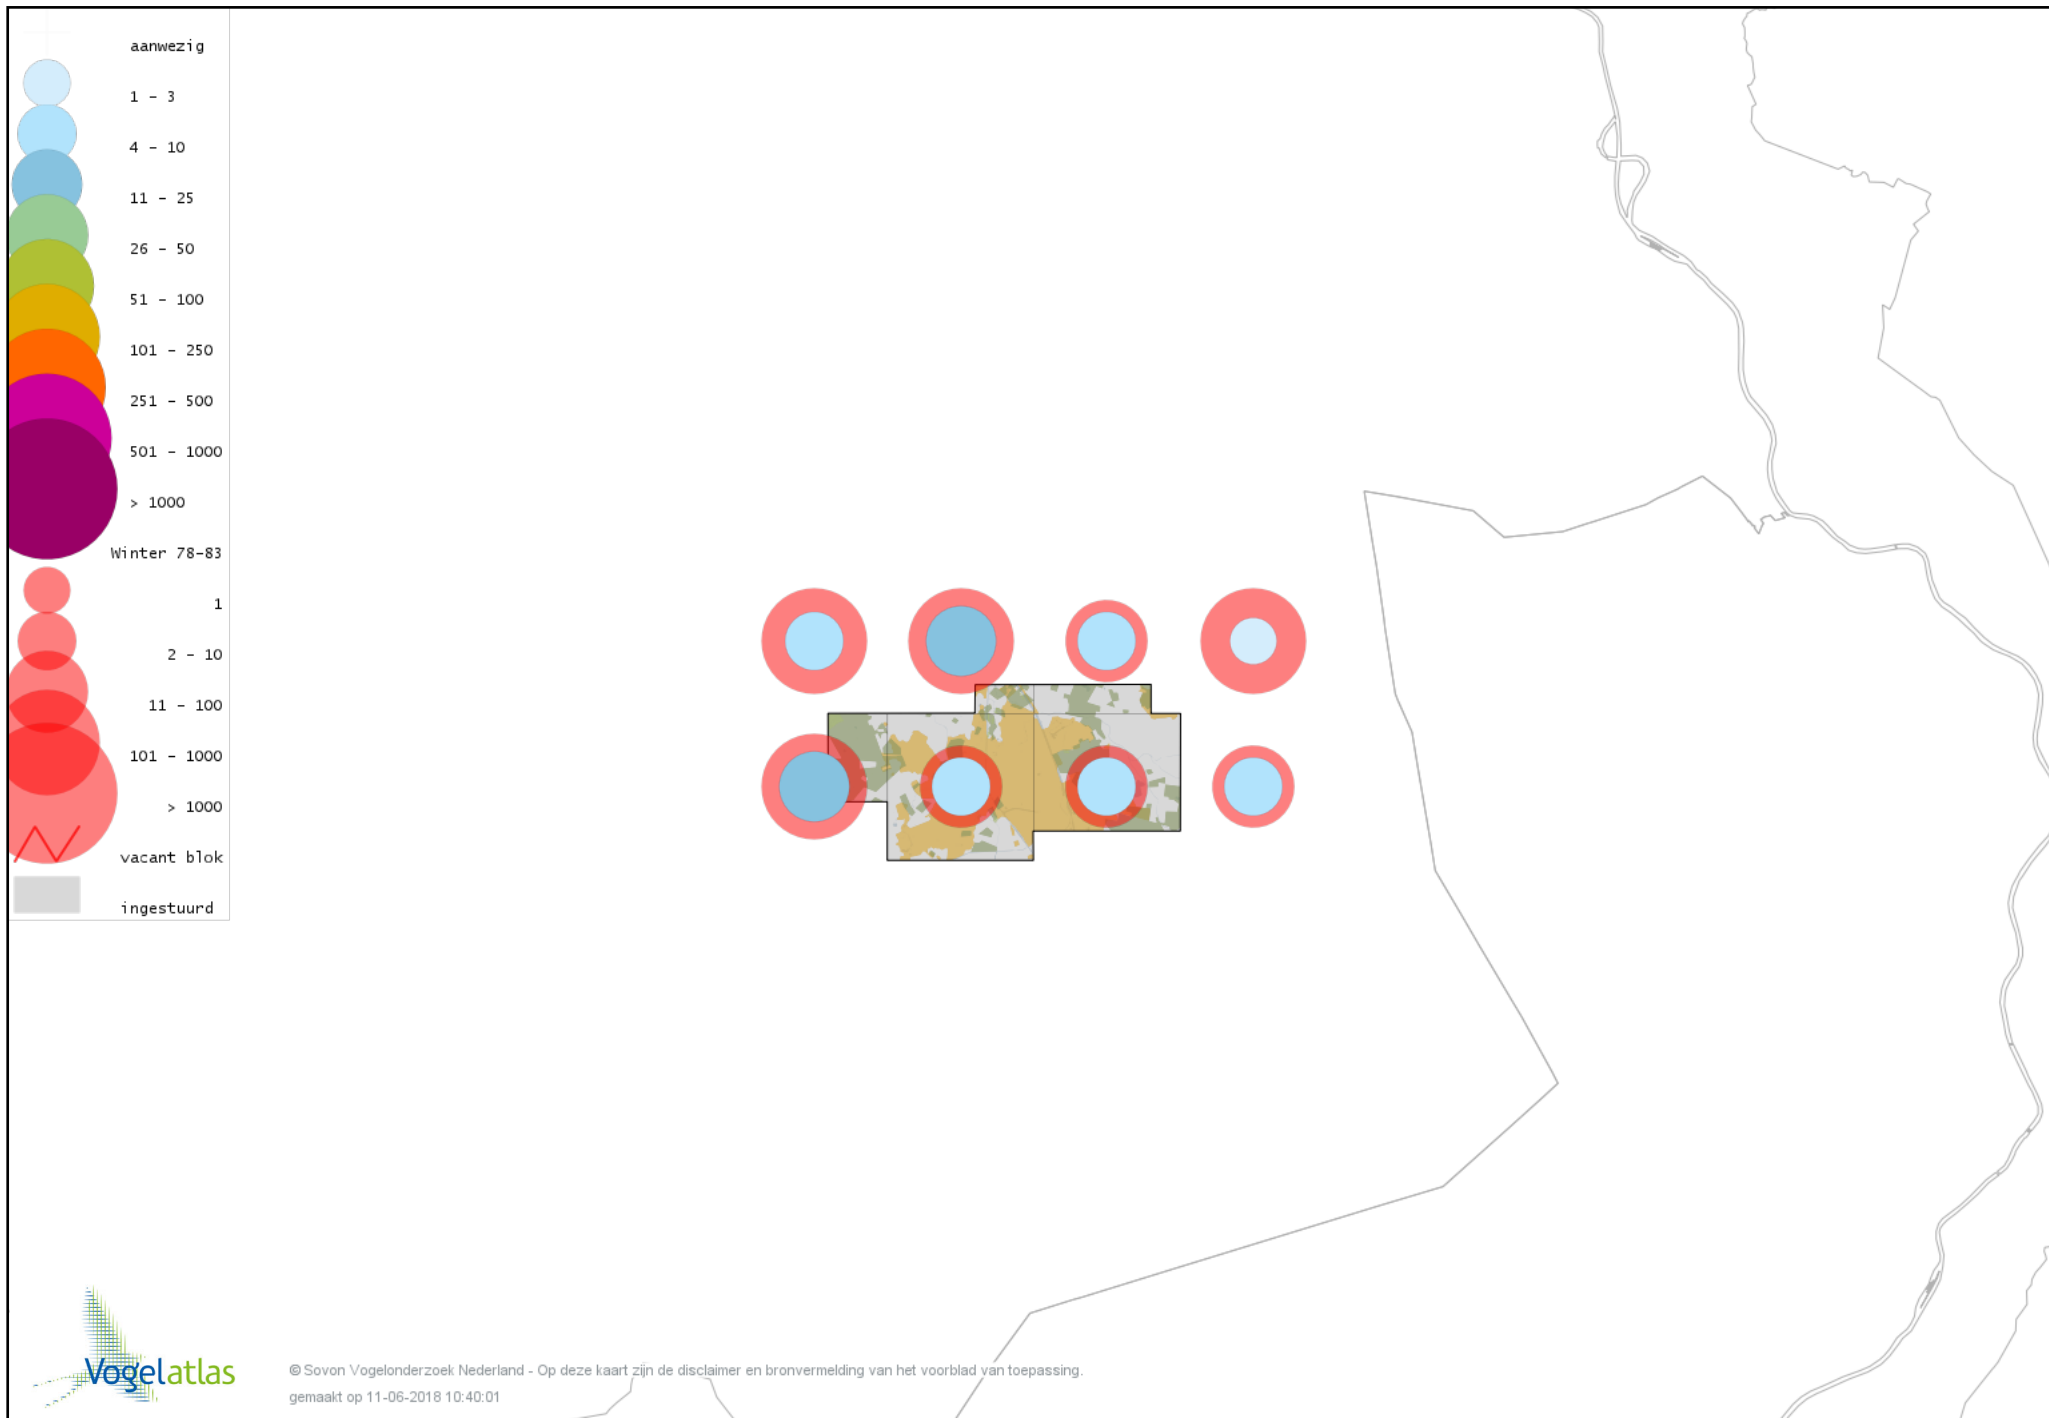 aanwezig
1 - 3
4 - 10
11 - 25
26 - 50
51 - 100
101 - 250
251 - 500
501 - 1000
> 1000
Winter 78-83
1
2 - 10
11 - 100
101 - 1000
> 1000
vacant blok
ingestuurd
Vogelatlas
© Sovon Vogelonderzoek Nederland - Op deze kaart zijn de disclaimer en bronvermelding van het voorblad van toepassing.
gemaakt op 11-06-2018 10:40:01